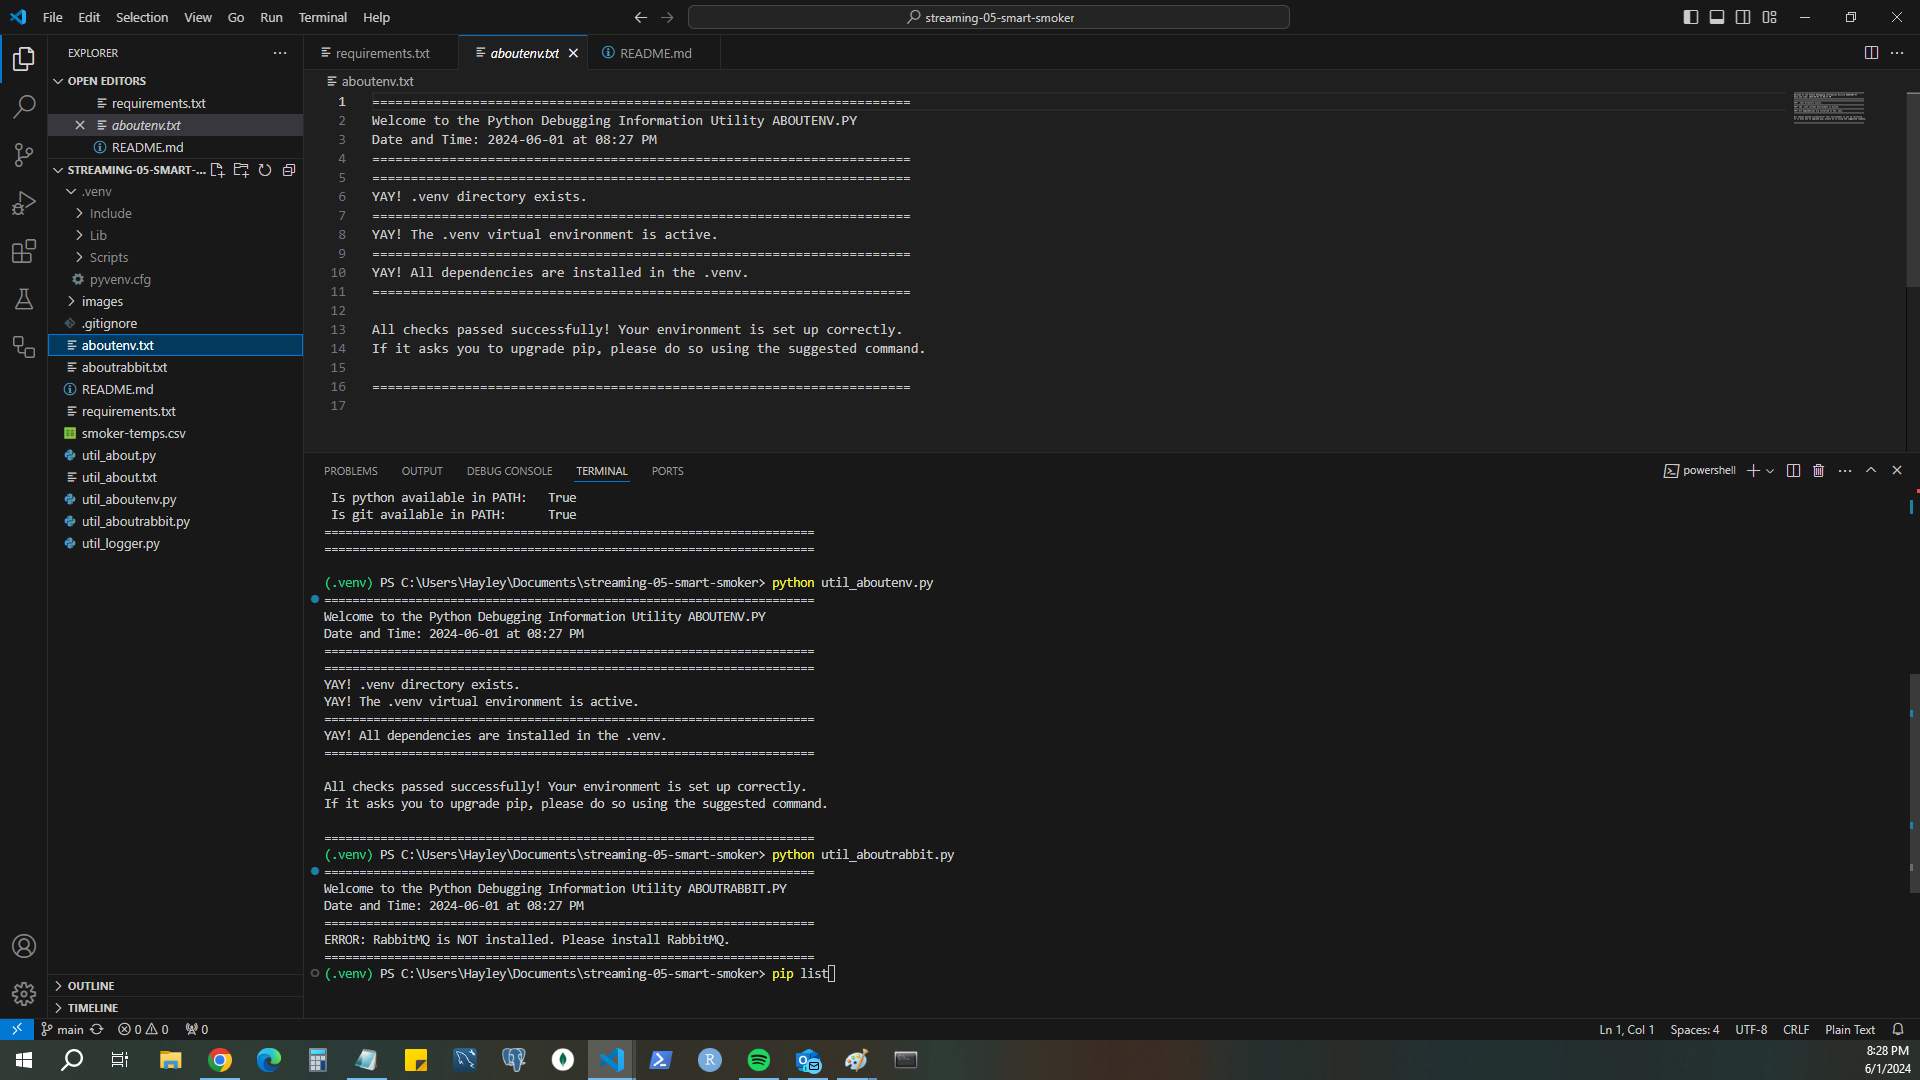 File Edit Selection View Go Run Terminal Help
streaming-05-smart-smoker
EXPLORER
OPEN EDITORS
requirements.txt
aboutenv.txt
README.md
STREAMING-05-SMART-...
.venv
Include
Lib
Scripts
pyvenv.cfg
images
.gitignore
aboutenv.txt
aboutrabbit.txt
README.md
requirements.txt
smoker-temps.csv
util_about.py
util_about.txt
util_aboutenv.py
util_aboutrabbit.py
util_logger.py
OUTLINE
TIMELINE
requirements.txt aboutenv.txt README.md
aboutenv.txt
1 ======================================================================
2 Welcome to the Python Debugging Information Utility ABOUTENV.PY
3 Date and Time: 2024-06-01 at 08:27 PM
4 ======================================================================
5 ======================================================================
6 YAY! .venv directory exists.
7 ======================================================================
8 YAY! The .venv virtual environment is active.
9 ======================================================================
10 YAY! All dependencies are installed in the .venv.
11 ======================================================================
12
13 All checks passed successfully! Your environment is set up correctly.
14 If it asks you to upgrade pip, please do so using the suggested command.
15
16 ======================================================================
17
PROBLEMS OUTPUT DEBUG CONSOLE TERMINAL PORTS
powershell
Is python available in PATH: True
Is git available in PATH: True
======================================================================
======================================================================
(.venv) PS C:\Users\Hayley\Documents\streaming-05-smart-smoker> python util_aboutenv.py
======================================================================
Welcome to the Python Debugging Information Utility ABOUTENV.PY
Date and Time: 2024-06-01 at 08:27 PM
======================================================================
======================================================================
YAY! .venv directory exists.
YAY! The .venv virtual environment is active.
======================================================================
YAY! All dependencies are installed in the .venv.
======================================================================
All checks passed successfully! Your environment is set up correctly.
If it asks you to upgrade pip, please do so using the suggested command.
======================================================================
(.venv) PS C:\Users\Hayley\Documents\streaming-05-smart-smoker> python util_aboutrabbit.py
======================================================================
Welcome to the Python Debugging Information Utility ABOUTRABBIT.PY
Date and Time: 2024-06-01 at 08:27 PM
======================================================================
ERROR: RabbitMQ is NOT installed. Please install RabbitMQ.
======================================================================
(.venv) PS C:\Users\Hayley\Documents\streaming-05-smart-smoker> pip list
main 0 0 0
Ln 1, Col 1 Spaces: 4 UTF-8 CRLF Plain Text
8:28 PM
6/1/2024